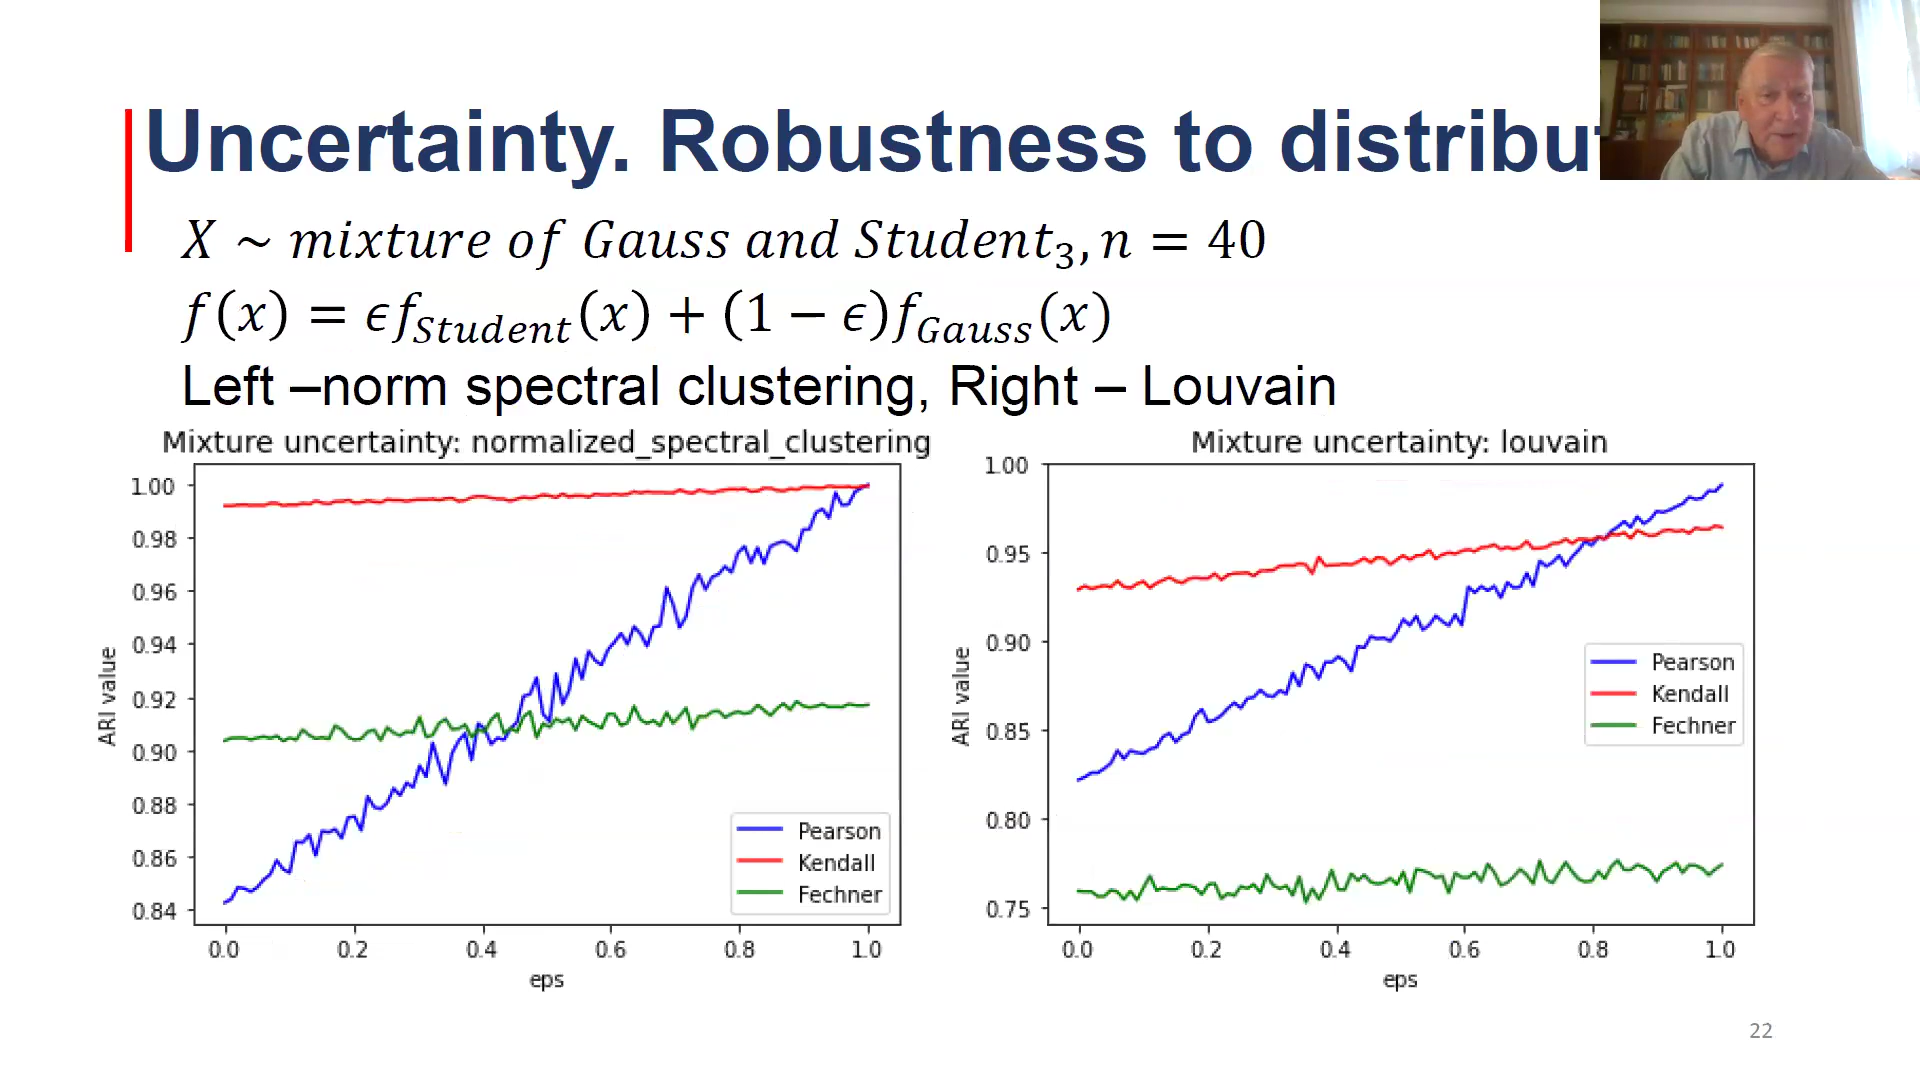 Uncertainty. Robustness to distribu
X ~ mixture of Gauss and Student₃, n = 40
f(x) = ϵf_Student(x) + (1 − ϵ)f_Gauss(x)
Left –norm spectral clustering, Right – Louvain
Mixture uncertainty: normalized_spectral_clustering
1.00
0.98
0.96
0.94
0.92
0.90
0.88
0.86
0.84
ARI value
0.0 0.2 0.4 0.6 0.8 1.0
eps
Pearson
Kendall
Fechner
Mixture uncertainty: louvain
1.00
0.95
0.90
0.85
0.80
0.75
ARI value
0.0 0.2 0.4 0.6 0.8 1.0
eps
Pearson
Kendall
Fechner
22